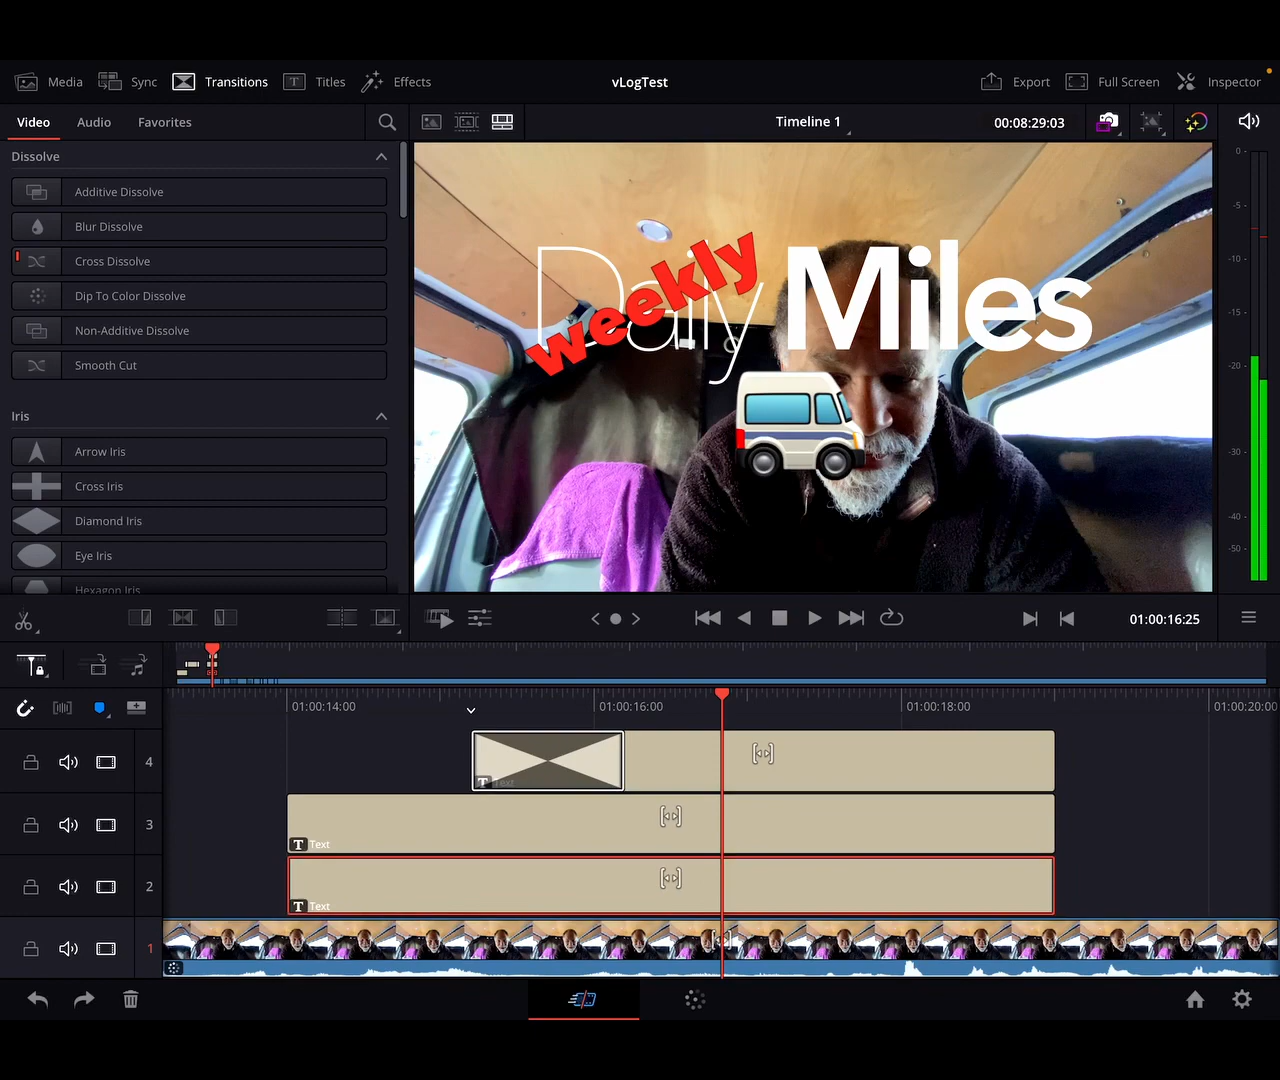 Media Sync Transitions Titles Effects vLogTest Export Full Screen Inspector
Video Audio Favorites Timeline 1 00:08:29:03
Dissolve
Additive Dissolve
Blur Dissolve
Cross Dissolve
Dip To Color Dissolve
Non-Additive Dissolve
Smooth Cut
Iris
Arrow Iris
Cross Iris
Diamond Iris
Eye Iris
Hexagon Iris
Daily Miles
weekly
0
-5
-10
-15
-20
-30
-40
-50
01:00:16:25
01:00:14:00 01:00:16:00 01:00:18:00 01:00:20:00
4 T Text
3 T Text
2 T Text
1